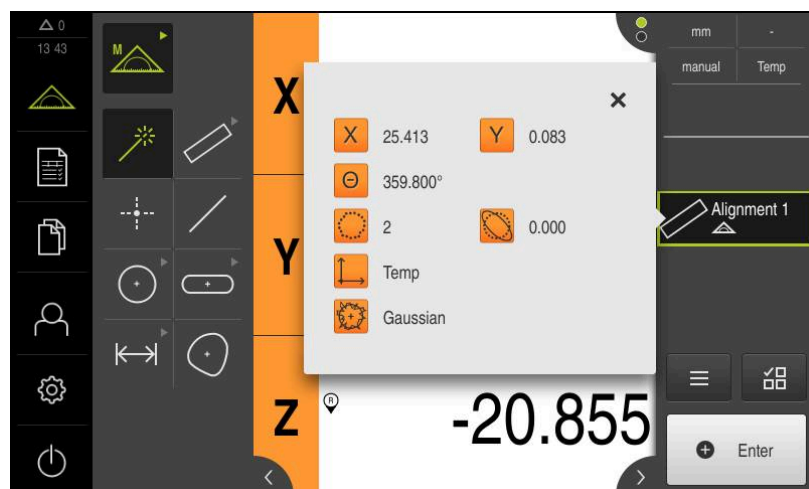 0
13 43
M
X
Y
Z
X 25.413 Y 0.083
Θ 359.800°
2 0.000
Temp
Gaussian
R
-20.855
mm -
manual Temp
Alignment 1
Enter